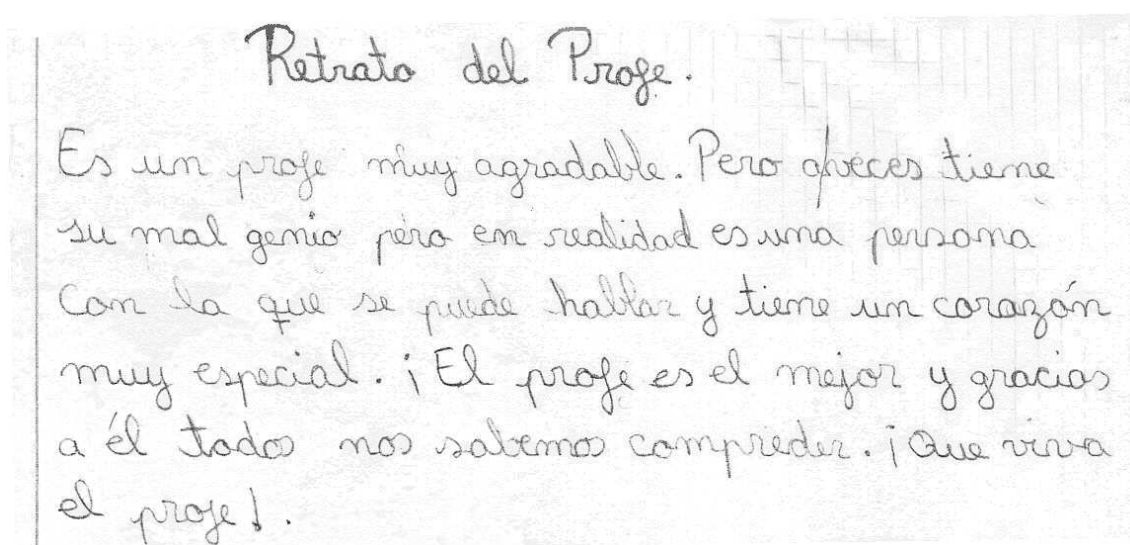 Retrato del Profe.
Es un profe muy agradable. Pero aveces tiene
su mal genio pero en realidad es una persona
con la que se puede hablar y tiene un corazón
muy especial. ¡El profe es el mejor y gracias
a él todos nos sabemos compreder. ¡Que viva
el profe!.